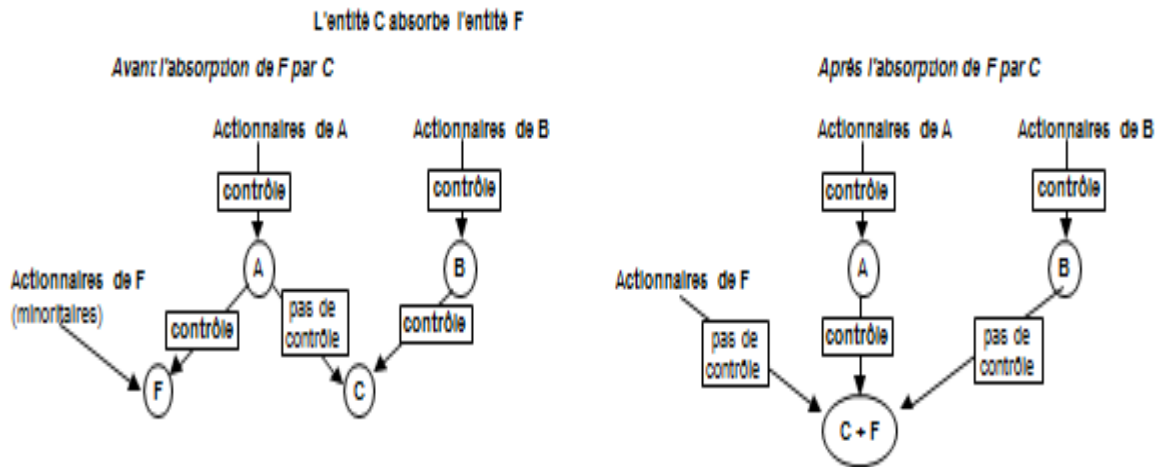 L'entité C absorbe l'entité F
Avant l'absorption de F par C
Actionnaires de A
Actionnaires de B
contrôle
contrôle
A
B
Actionnaires de F
(minoritaires)
contrôle
pas de
contrôle
contrôle
F
C
Après l'absorption de F par C
Actionnaires de A
Actionnaires de B
contrôle
contrôle
A
B
Actionnaires de F
pas de
contrôle
contrôle
pas de
contrôle
C + F